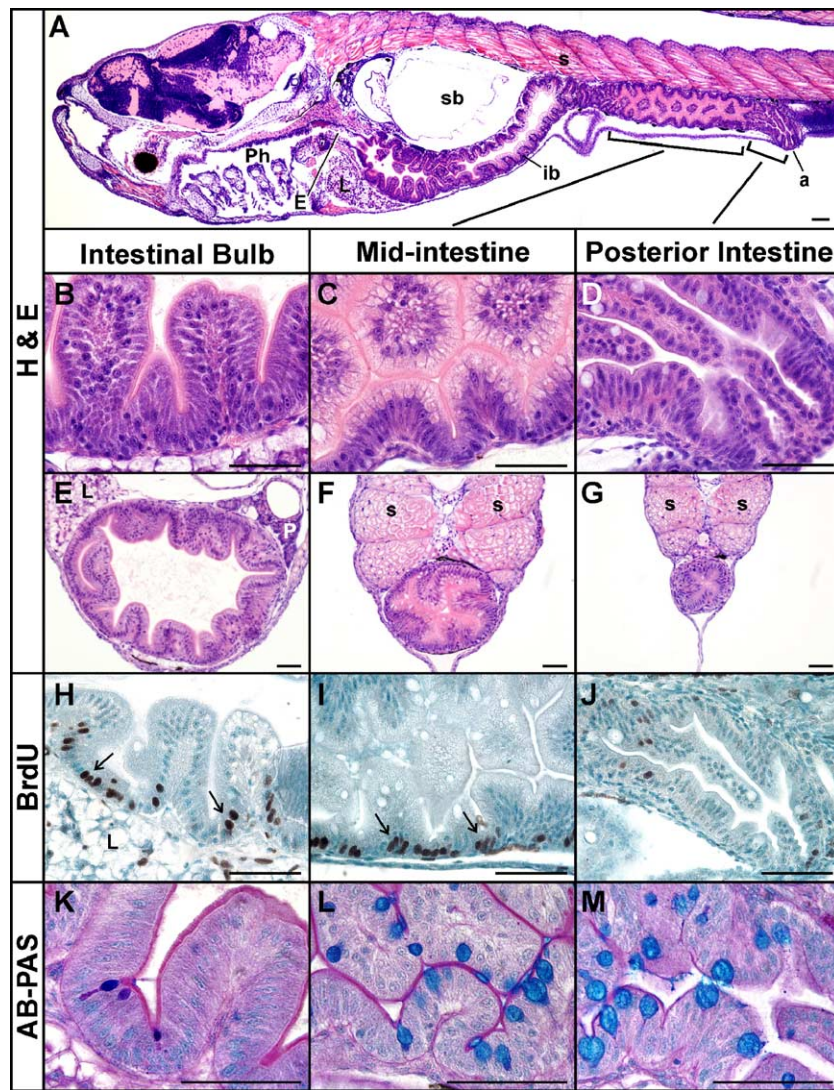 A
s
sb
Ph
ib
E
L
a
Intestinal Bulb
Mid-intestine
Posterior Intestine
H & E
B
C
D
E
L
P
F
s
s
G
s
s
BrdU
H
L
I
J
AB-PAS
K
L
M